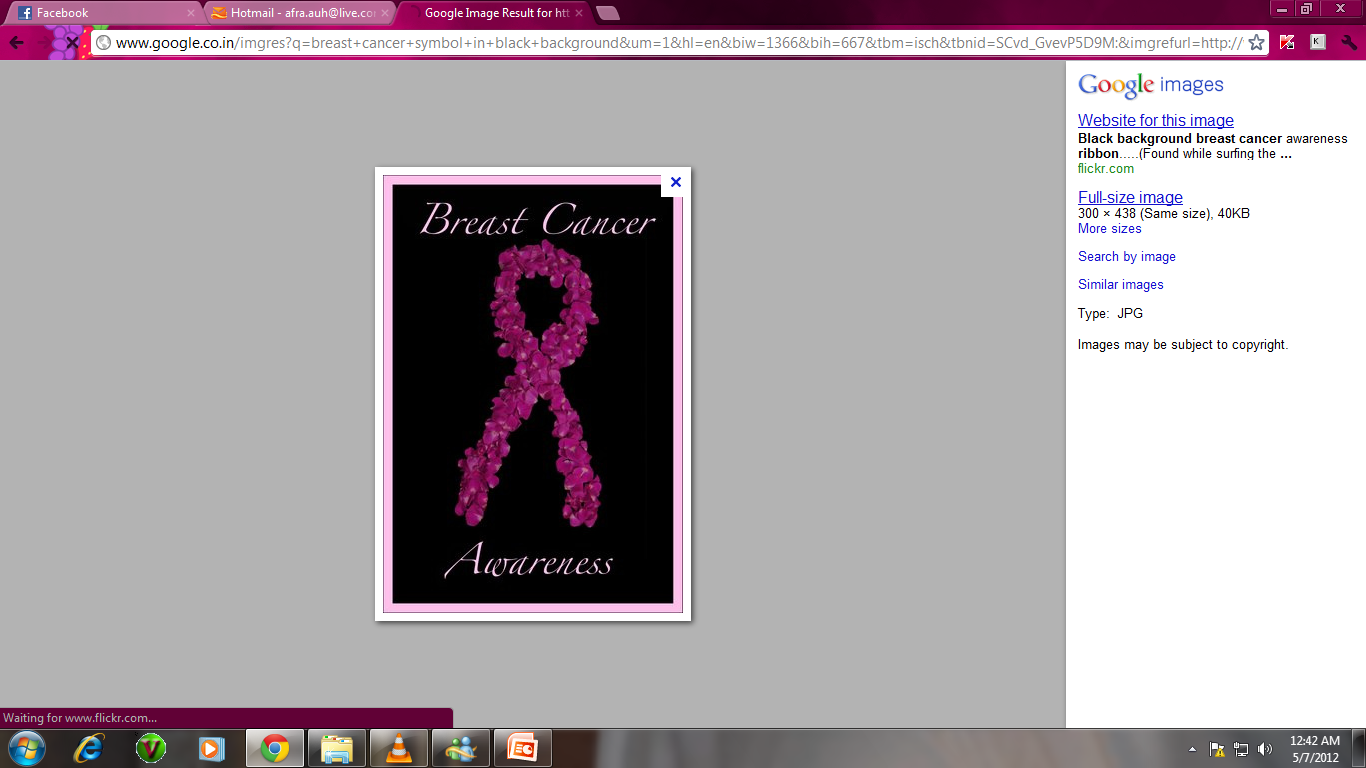 Facebook
Hotmail - afra.auh@live.co
Google Image Result for htt
www.google.co.in/imgres?q=breast+cancer+symbol+in+black+background&um=1&hl=en&biw=1366&bih=667&tbm=isch&tbnid=SCvd_GvevP5D9M:&imgrefurl=http://
K
Google images
Website for this image
Black background breast cancer awareness
ribbon.....(Found while surfing the ...
flickr.com
Full-size image
300 × 438 (Same size), 40KB
More sizes
Search by image
Similar images
Type: JPG
Images may be subject to copyright.
Breast Cancer
Awareness
Waiting for www.flickr.com...
12:42 AM
5/7/2012